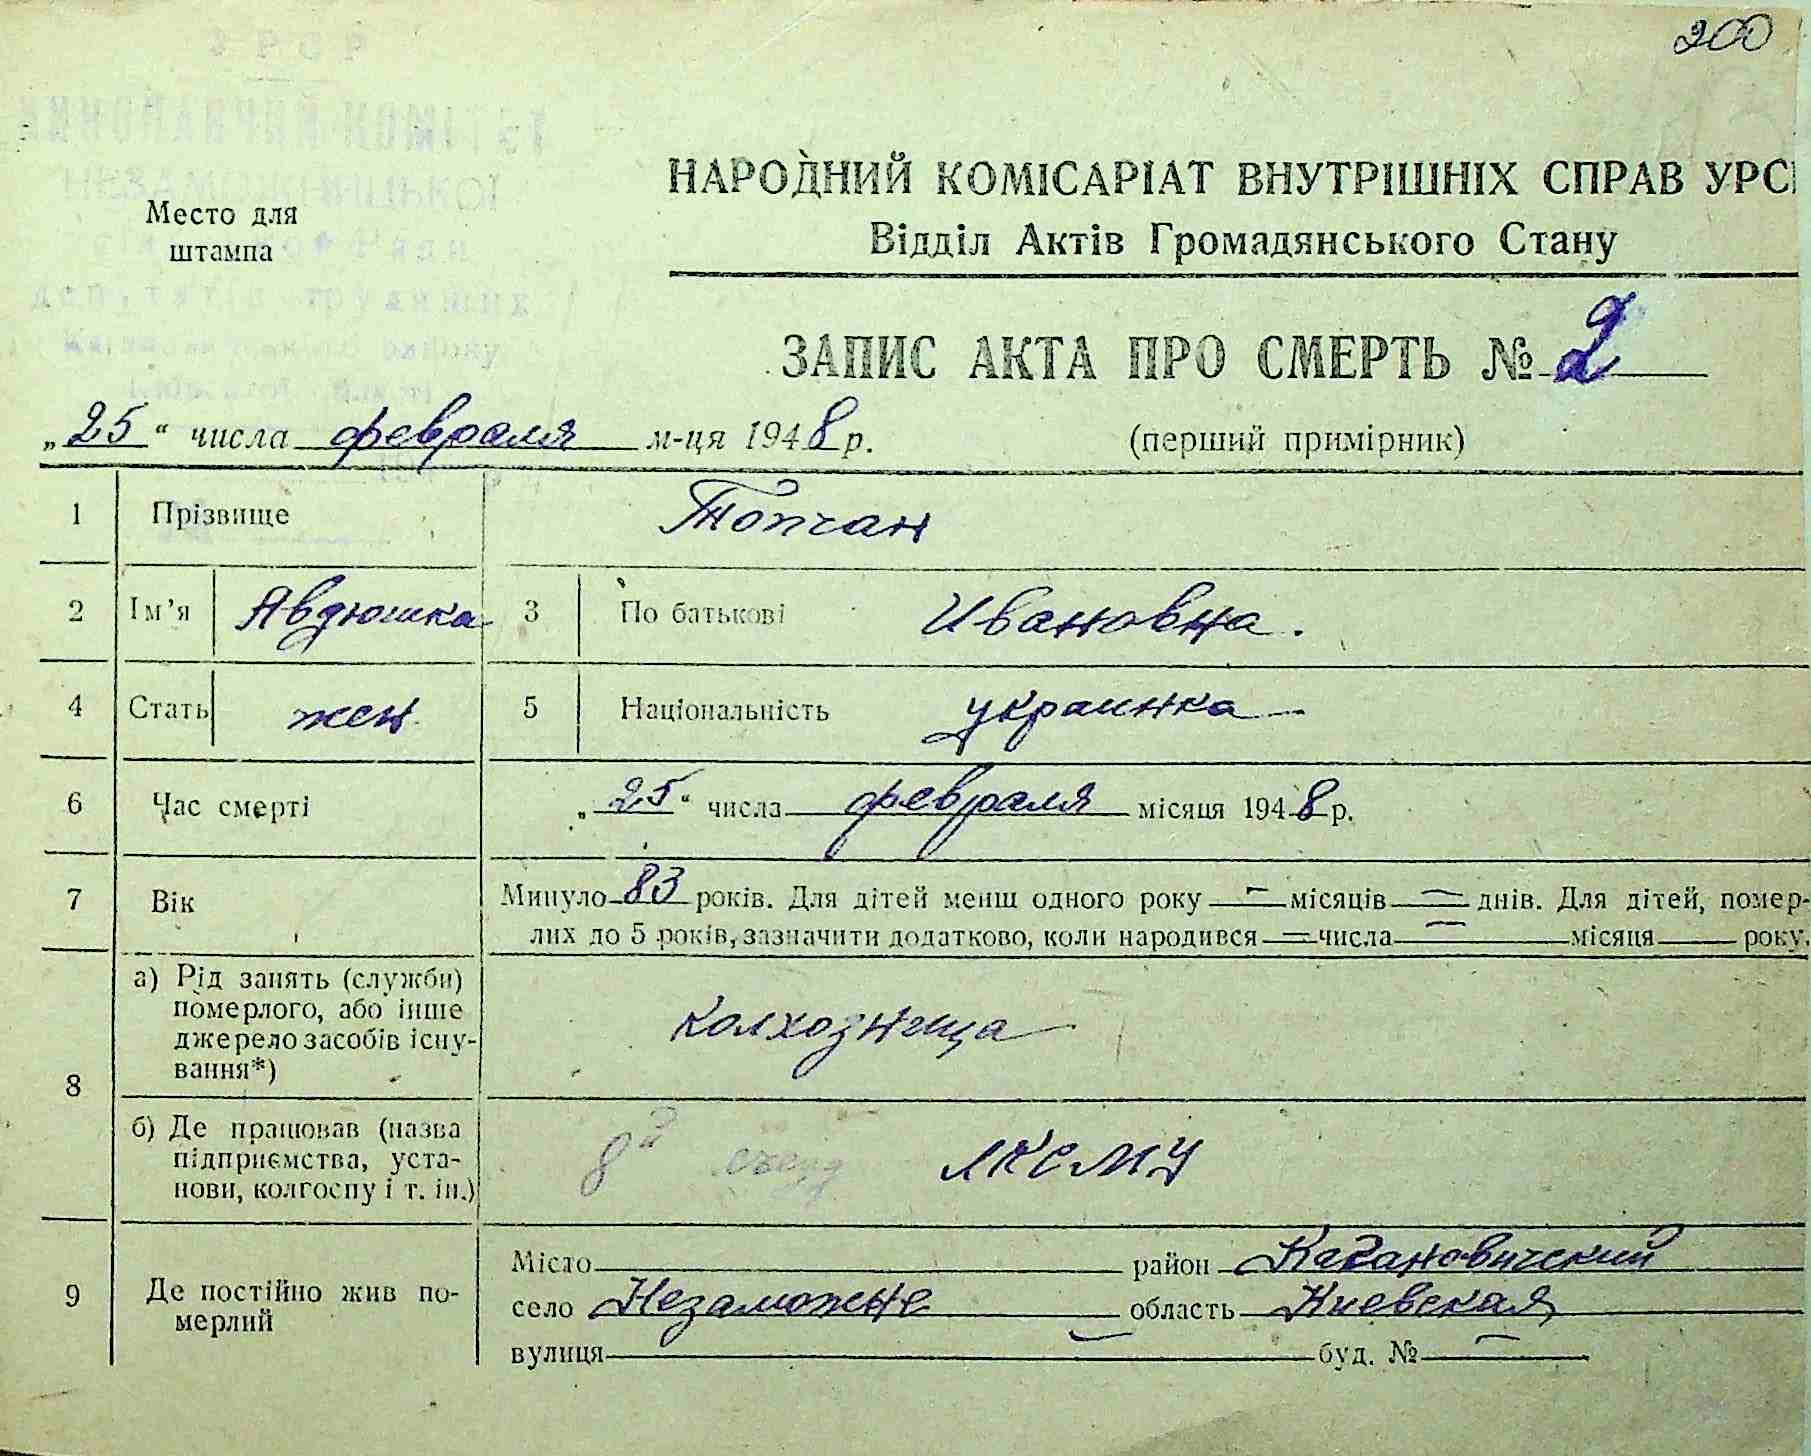 200
НАРОДНИЙ КОМІСАРІАТ ВНУТРІШНІХ СПРАВ УРС
Відділ Актів Громадянського Стану
Место для
штампа
ЗАПИС АКТА ПРО СМЕРТЬ № 2
„25“ числа февраля м-ця 1948 р. (перший примірник)
1 Прізвище Топчан
2 Ім'я Явдюшка 3 По батькові Ивановна.
4 Стать жен. 5 Національність украинка
6 Час смерті „25“ числа февраля місяця 1948 р.
7 Вік Минуло 83 років. Для дітей менш одного року — місяців — днів. Для дітей, помер-
лих до 5 років, зазначити додатково, коли народився — числа — місяця року.
8 а) Рід занять (служби)
померлого, або інше
джерело засобів існу-
вання*)
колхозница
б) Де працював (назва
підприємства, уста-
нови, колгоспу і т. ін.)
8й съезд ЛКСМУ
9 Де постійно жив по-
мерлий
Місто район Кагановичский
село Незаможне область Киевская
вулиця — буд. № —